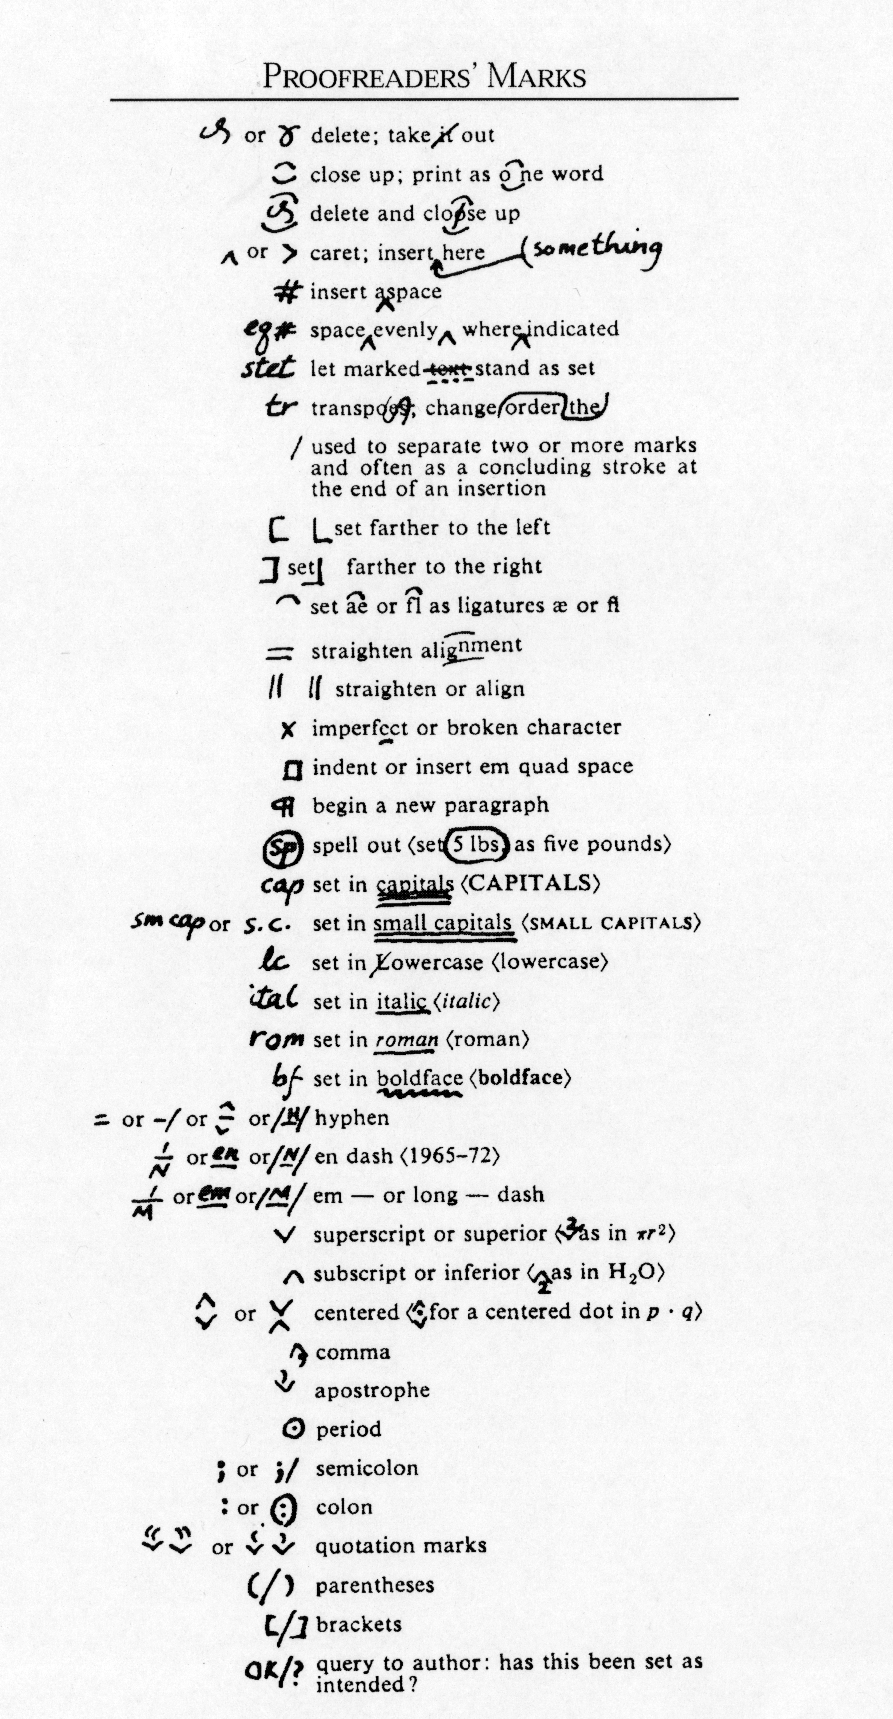 PROOFREADERS' MARKS
or delete; take it out
close up; print as o ne word
delete and clopse up
^ or > caret; insert here (something
# insert aspace
eq# space evenly where indicated
stet let marked text stand as set
tr transpoes; change order the
/ used to separate two or more marks
and often as a concluding stroke at
the end of an insertion
[ set farther to the left
] set farther to the right
set ae or fl as ligatures æ or fl
= straighten alignment
|| || straighten or align
x imperfect or broken character
indent or insert em quad space
¶ begin a new paragraph
sp spell out ⟨set 5 lbs. as five pounds⟩
cap set in capitals ⟨CAPITALS⟩
sm cap or s.c. set in small capitals ⟨SMALL CAPITALS⟩
lc set in Lowercase ⟨lowercase⟩
ital set in italic ⟨italic⟩
rom set in roman ⟨roman⟩
bf set in boldface ⟨boldface⟩
= or -/ or - or /H/ hyphen
1/N or en or /N/ en dash ⟨1965–72⟩
1/M or em or /M/ em — or long — dash
∨ superscript or superior ⟨2 as in πr²⟩
∧ subscript or inferior ⟨2 as in H₂O⟩
or centered ⟨· for a centered dot in p · q⟩
, comma
' apostrophe
⊙ period
; or ;/ semicolon
: or : colon
“ ” or ‘ ’ quotation marks
(/) parentheses
[/] brackets
OK/? query to author: has this been set as
intended?